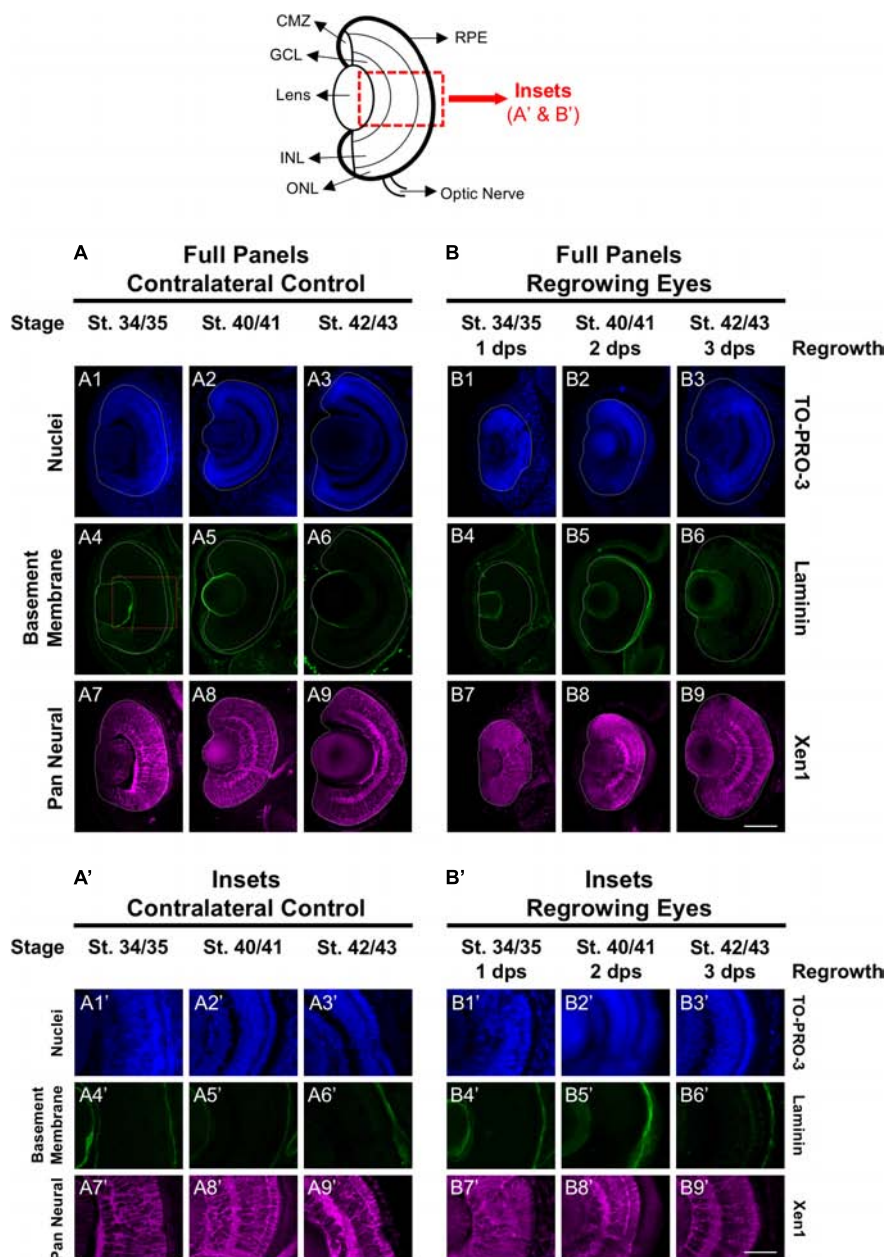 CMZ
RPE
GCL
Lens
Insets
(A' & B')
INL
ONL
Optic Nerve
A Full Panels
Contralateral Control
Stage St. 34/35 St. 40/41 St. 42/43
A1 A2 A3
Nuclei
A4 A5 A6
Basement
Membrane
A7 A8 A9
Pan Neural
B Full Panels
Regrowing Eyes
St. 34/35 St. 40/41 St. 42/43
1 dps 2 dps 3 dps Regrowth
B1 B2 B3
TO-PRO-3
B4 B5 B6
Laminin
B7 B8 B9
Xen1
A' Insets
Contralateral Control
Stage St. 34/35 St. 40/41 St. 42/43
A1' A2' A3'
Nuclei
A4' A5' A6'
Basement
Membrane
A7' A8' A9'
Pan Neural
B' Insets
Regrowing Eyes
St. 34/35 St. 40/41 St. 42/43
1 dps 2 dps 3 dps Regrowth
B1' B2' B3'
TO-PRO-3
B4' B5' B6'
Laminin
B7' B8' B9'
Xen1